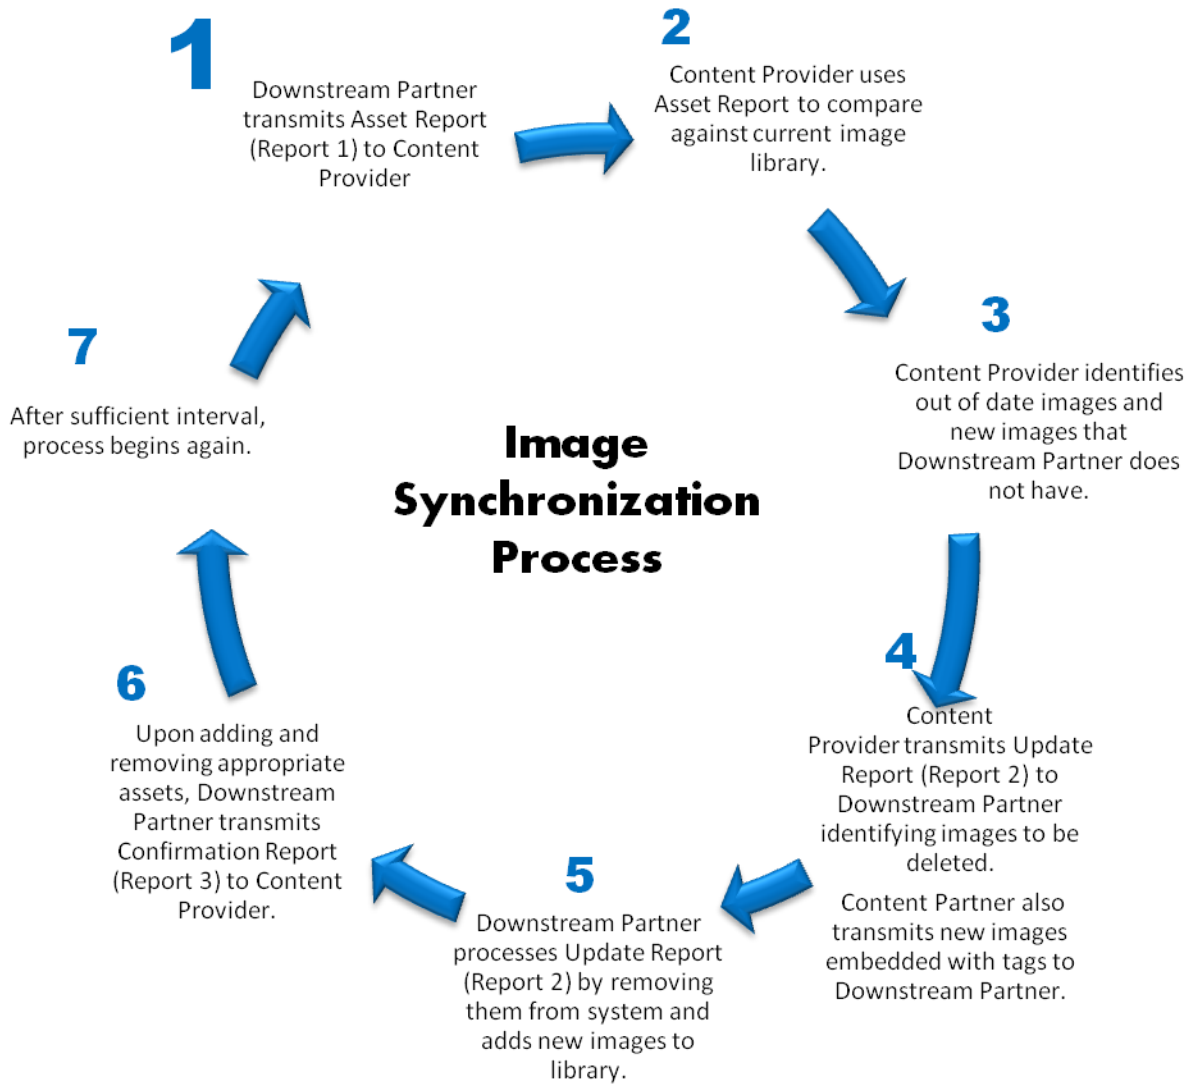 1
Downstream Partner
transmits Asset Report
(Report 1) to Content
Provider
2
Content Provider uses
Asset Report to compare
against current image
library.
3
Content Provider identifies
out of date images and
new images that
Downstream Partner does
not have.
4
Content
Provider transmits Update
Report (Report 2) to
Downstream Partner
identifying images to be
deleted.
Content Partner also
transmits new images
embedded with tags to
Downstream Partner.
5
Downstream Partner
processes Update Report
(Report 2) by removing
them from system and
adds new images to
library.
6
Upon adding and
removing appropriate
assets, Downstream
Partner transmits
Confirmation Report
(Report 3) to Content
Provider.
7
After sufficient interval,
process begins again.
Image
Synchronization
Process